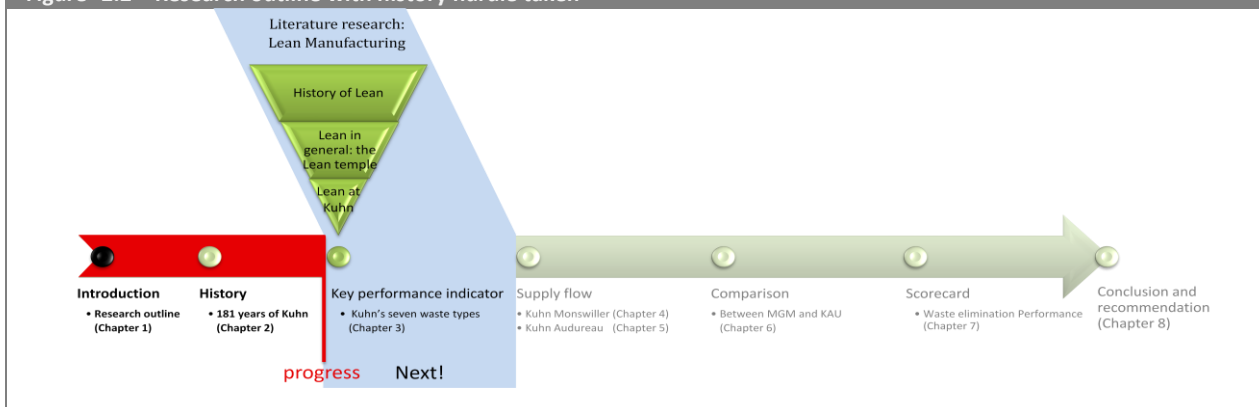 Literature research:
Lean Manufacturing
History of Lean
Lean in
general: the
Lean temple
Lean at
Kuhn
Introduction
• Research outline
(Chapter 1)
History
• 181 years of Kuhn
(Chapter 2)
Key performance indicator
• Kuhn's seven waste types
(Chapter 3)
Supply flow
• Kuhn Monswiller (Chapter 4)
• Kuhn Audureau (Chapter 5)
Comparison
• Between MGM and KAU
(Chapter 6)
Scorecard
• Waste elimination Performance
(Chapter 7)
Conclusion and
recommendation
(Chapter 8)
progress
Next!